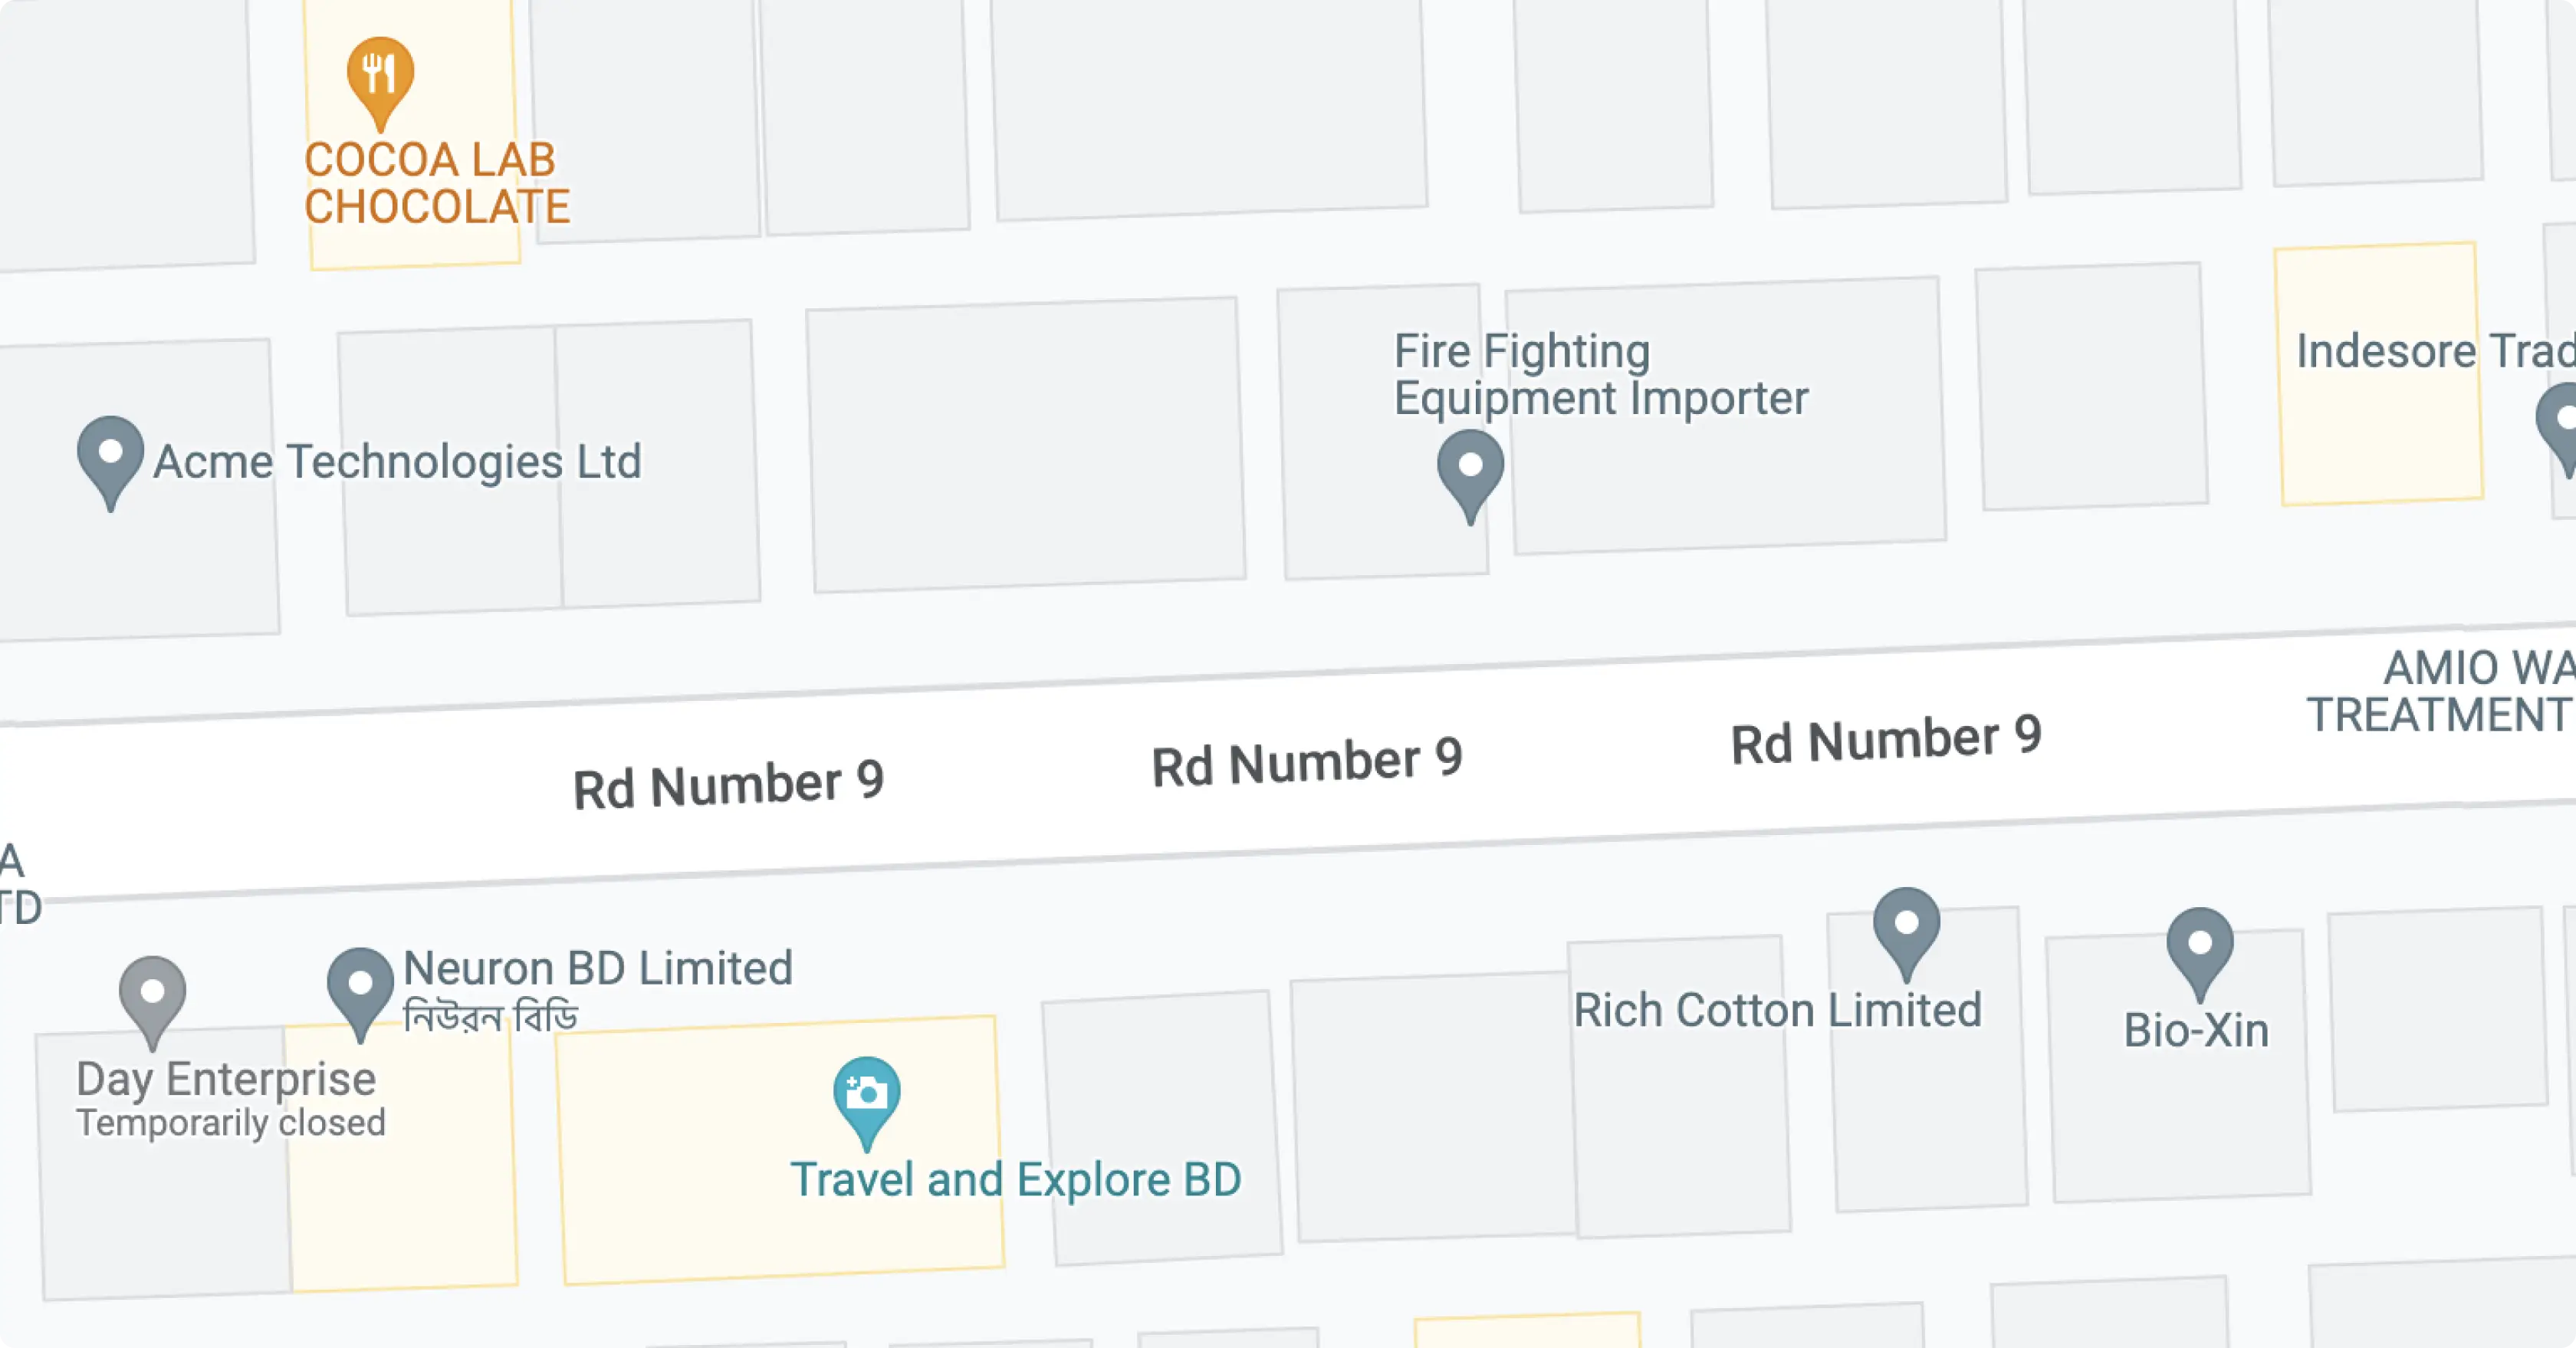 COCOA LAB
CHOCOLATE
Fire Fighting
Equipment Importer
Indesore Trad
Acme Technologies Ltd
AMIO WA
TREATMENT
Rd Number 9
Rd Number 9
Rd Number 9
A
TD
Neuron BD Limited
নিউরন বিডি
Rich Cotton Limited
Bio-Xin
Day Enterprise
Temporarily closed
Travel and Explore BD